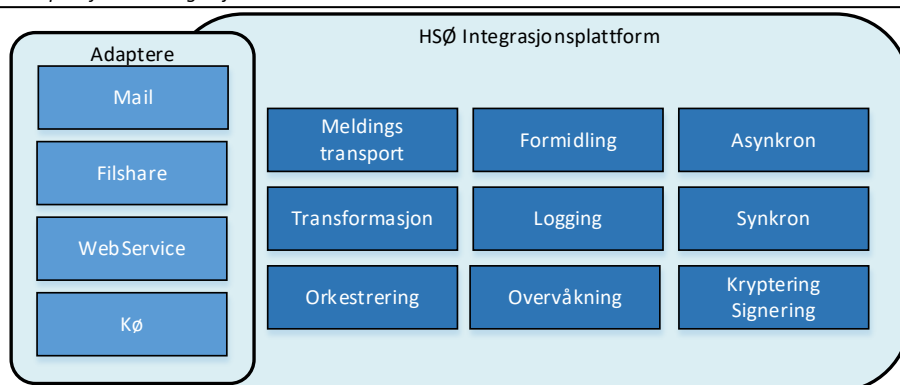 HSØ Integrasjonsplattform
Adaptere
Mail
Filshare
WebService
Kø
Meldings
transport
Formidling
Asynkron
Transformasjon
Logging
Synkron
Orkestrering
Overvåkning
Kryptering
Signering